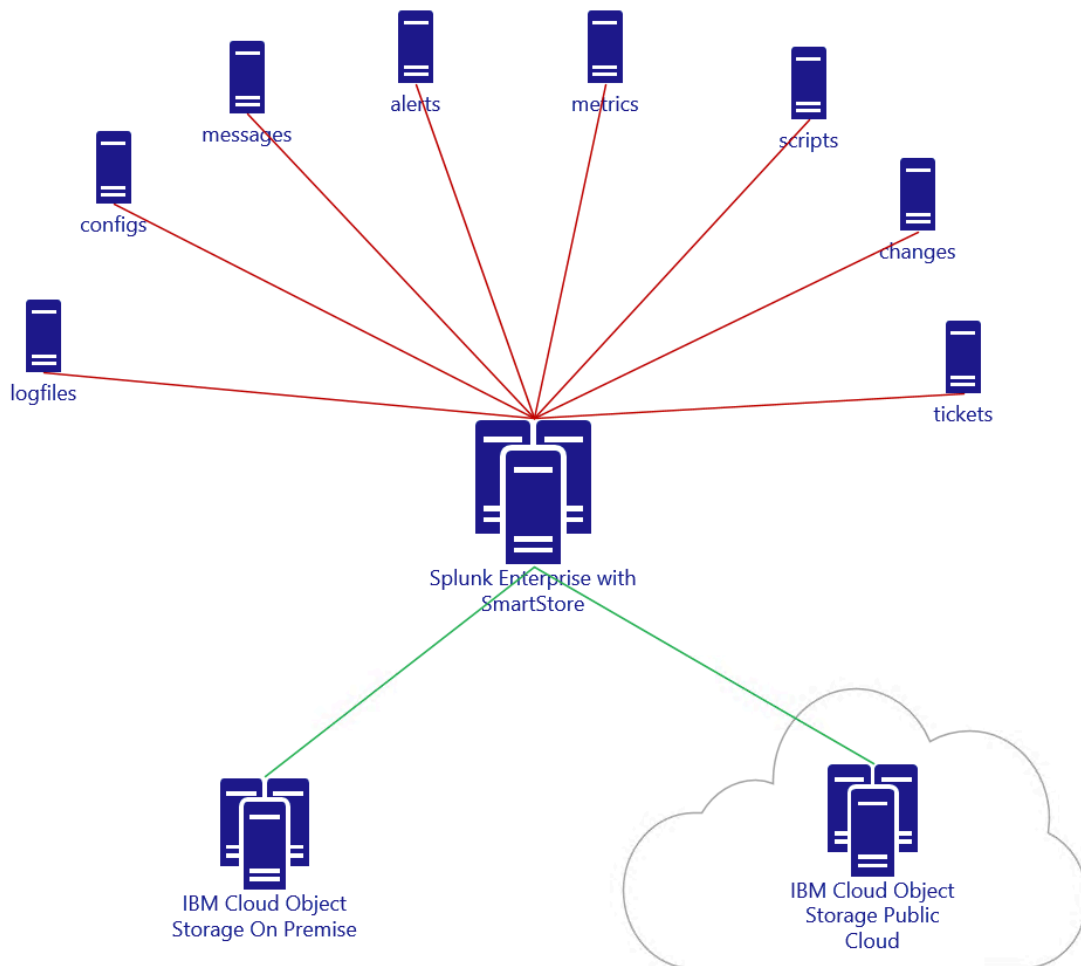 alerts
metrics
messages
scripts
configs
changes
logfiles
tickets
Splunk Enterprise with
SmartStore
IBM Cloud Object
Storage On Premise
IBM Cloud Object
Storage Public
Cloud